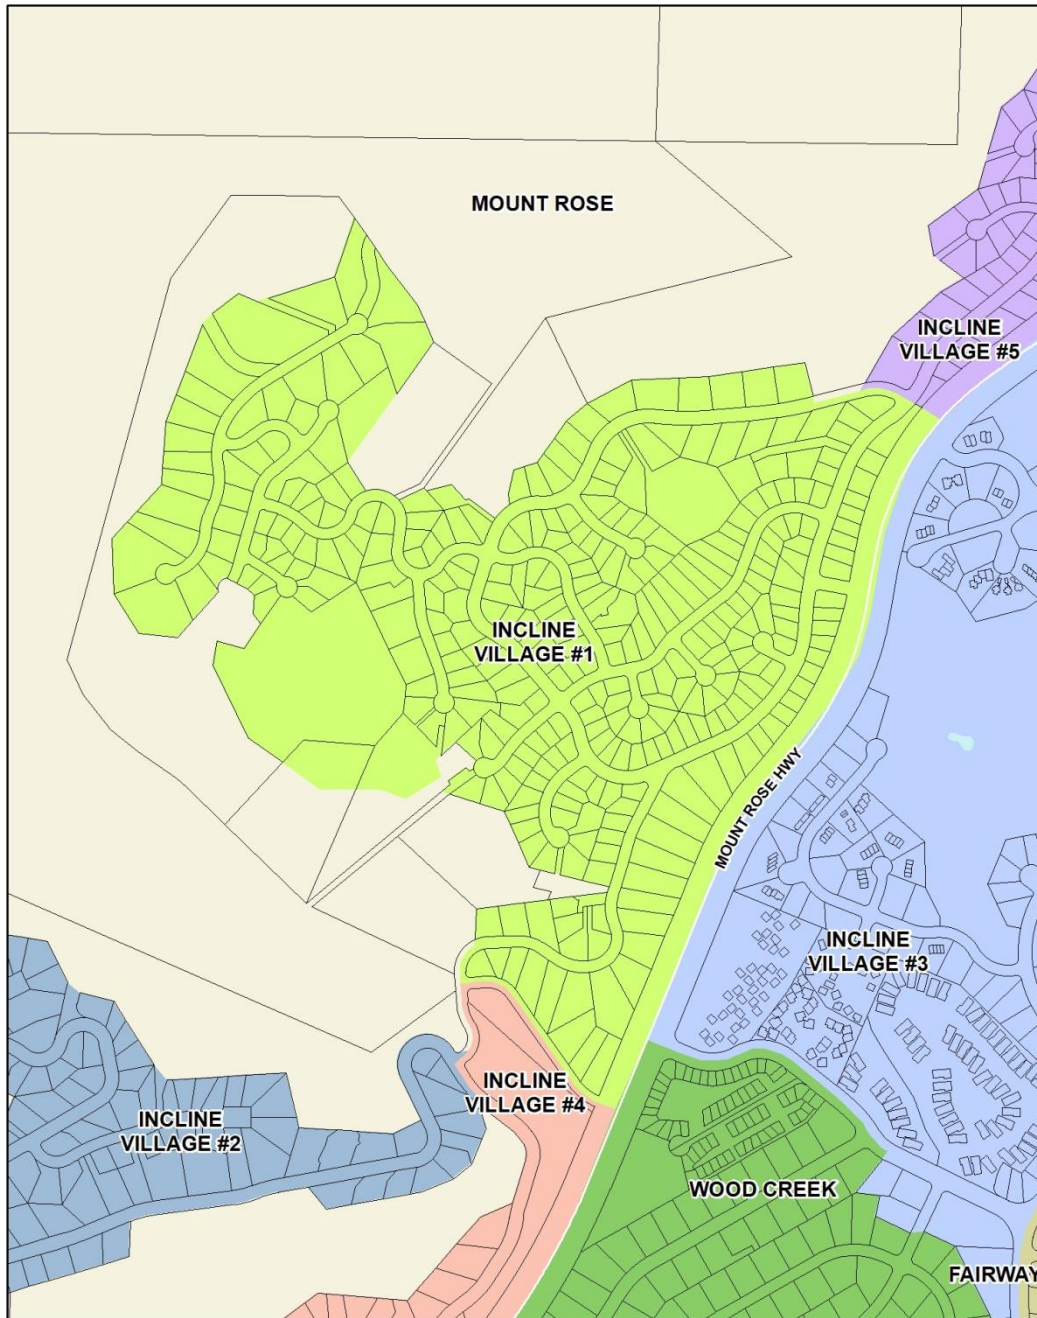 MOUNT ROSE
INCLINE
VILLAGE #5
INCLINE
VILLAGE #1
MOUNT ROSE HWY
INCLINE
VILLAGE #3
INCLINE
VILLAGE #4
INCLINE
VILLAGE #2
WOOD CREEK
FAIRWAY